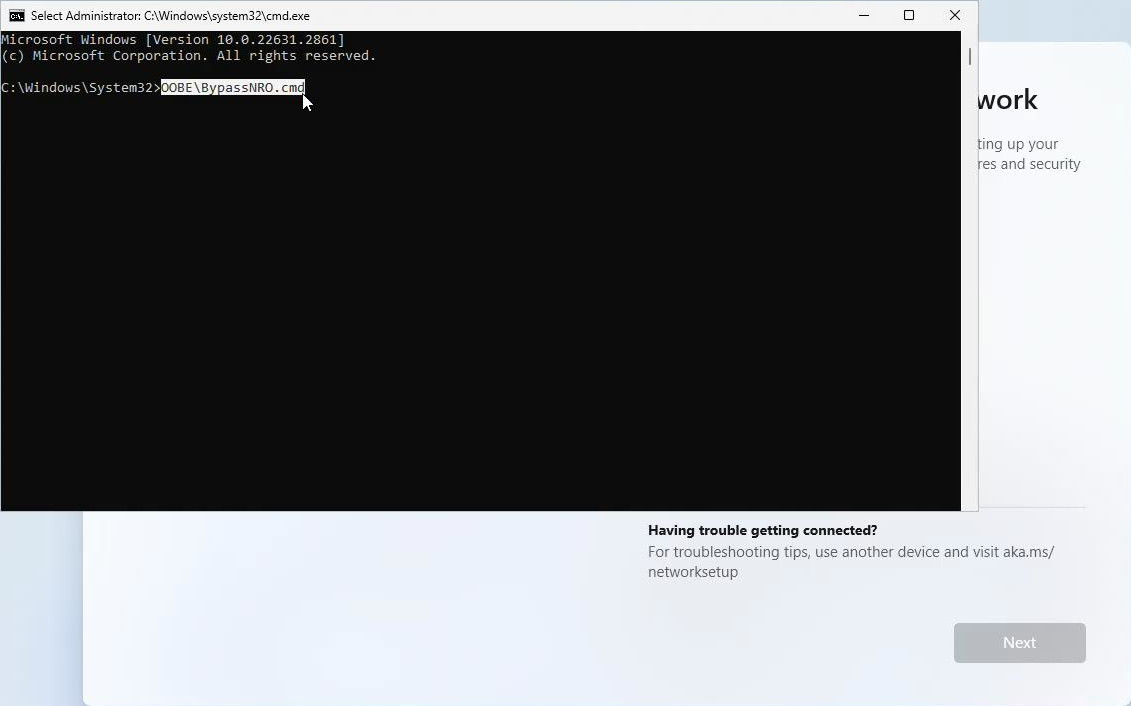 Select Administrator: C:\Windows\system32\cmd.exe
Microsoft Windows [Version 10.0.22631.2861]
(c) Microsoft Corporation. All rights reserved.
C:\Windows\System32>OOBE\BypassNRO.cmd
work
ting up your
res and security
Having trouble getting connected?
For troubleshooting tips, use another device and visit aka.ms/
networksetup
Next